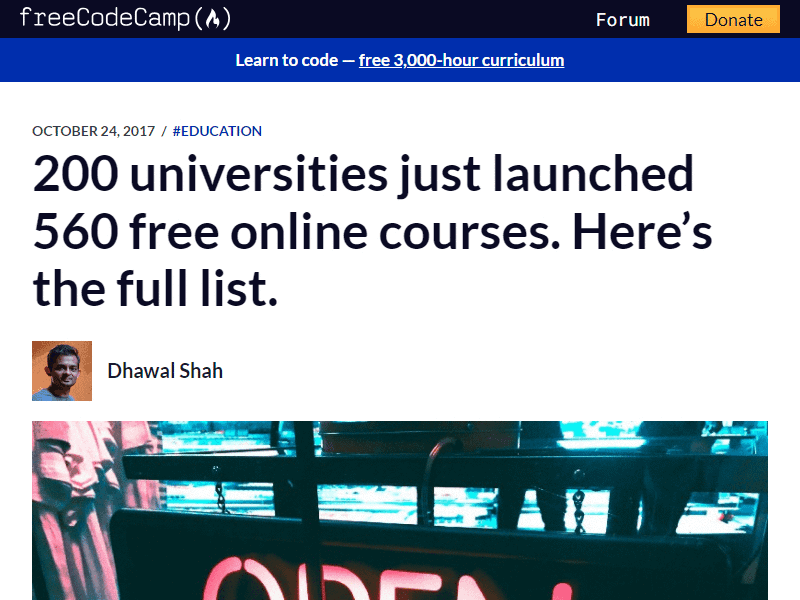 freeCodeCamp(🔥)
Forum
Donate
Learn to code — free 3,000-hour curriculum
OCTOBER 24, 2017 / #EDUCATION
200 universities just launched
560 free online courses. Here’s
the full list.
Dhawal Shah
OPEN